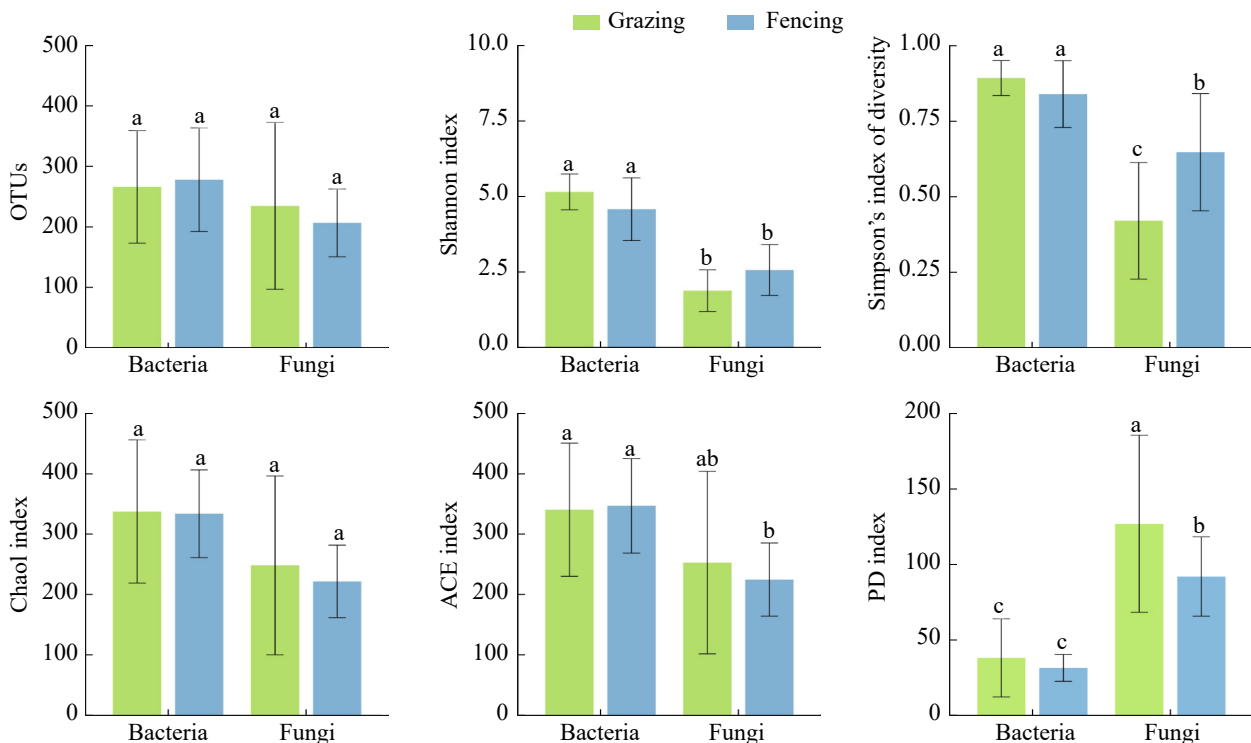 Grazing Fencing
OTUs
500
400
300
200
100
0
a
a
a
a
Bacteria Fungi
Shannon index
10.0
7.5
5.0
2.5
0.0
a
a
b
b
Bacteria Fungi
Simpson's index of diversity
1.00
0.75
0.50
0.25
0.00
a
a
c
b
Bacteria Fungi
Chaol index
500
400
300
200
100
0
a
a
a
a
Bacteria Fungi
ACE index
500
400
300
200
100
0
a
a
ab
b
Bacteria Fungi
PD index
200
150
100
50
0
c
c
a
b
Bacteria Fungi